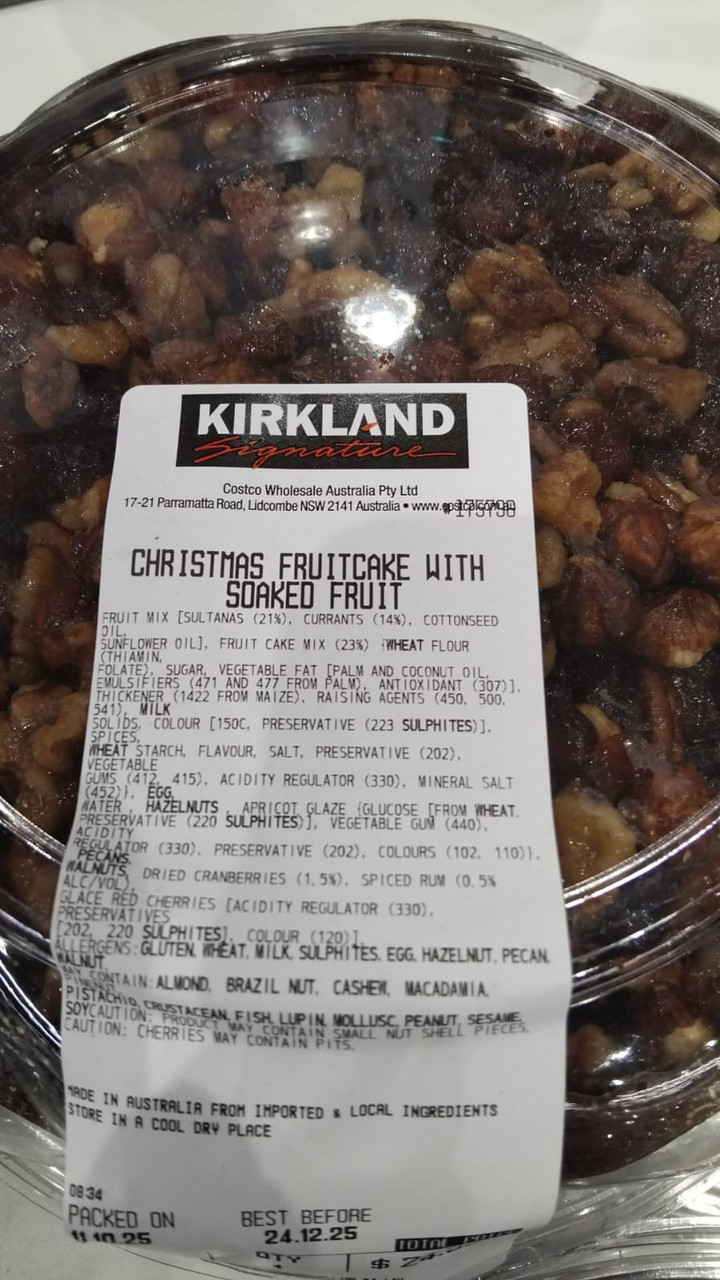 KIRKLAND
Signature
Costco Wholesale Australia Pty Ltd
17-21 Parramatta Road, Lidcombe NSW 2141 Australia •
CHRISTMAS FRUITCAKE WITH
SOAKED FRUIT
FRUIT MIX [SULTANAS (21%), CURRANTS (14%), COTTONSEED
OIL,
SUNFLOWER OIL], FRUIT CAKE MIX (23%) {WHEAT FLOUR
(THIAMIN,
FOLATE), SUGAR, VEGETABLE FAT [PALM AND COCONUT OIL,
EMULSIFIERS (471 AND 477 FROM PALM), ANTIOXIDANT (307)],
THICKENER (1422 FROM MAIZE), RAISING AGENTS (450, 500,
541), MILK
SOLIDS, COLOUR [150C, PRESERVATIVE (223 SULPHITES)],
SPICES,
WHEAT STARCH, FLAVOUR, SALT, PRESERVATIVE (202),
VEGETABLE
GUMS (412, 415), ACIDITY REGULATOR (330), MINERAL SALT
(452)}, EGG,
WATER, HAZELNUTS, APRICOT GLAZE {GLUCOSE [FROM WHEAT,
PRESERVATIVE (220 SULPHITES)], VEGETABLE GUM (440),
ACIDITY
REGULATOR (330), PRESERVATIVE (202), COLOURS (102, 110)},
PECANS,
WALNUTS, DRIED CRANBERRIES (1.5%), SPICED RUM (0.5%
ALC/VOL),
GLACE RED CHERRIES [ACIDITY REGULATOR (330),
PRESERVATIVES
[202, 220 SULPHITES], COLOUR (120)]
ALLERGENS: GLUTEN, WHEAT, MILK, SULPHITES, EGG, HAZELNUT, PECAN,
WALNUT
MAY CONTAIN: ALMOND, BRAZIL NUT, CASHEW, MACADAMIA,
PISTACHIO, CRUSTACEAN, FISH, LUPIN, MOLLUSC, PEANUT, SESAME,
SOYCAUTION: PRODUCT MAY CONTAIN SMALL NUT SHELL PIECES,
CAUTION: CHERRIES MAY CONTAIN PITS.
MADE IN AUSTRALIA FROM IMPORTED & LOCAL INGREDIENTS
STORE IN A COOL DRY PLACE
08:34
PACKED ON BEST BEFORE
11.10.25 24.12.25
TOTAL PRICE
QTY $